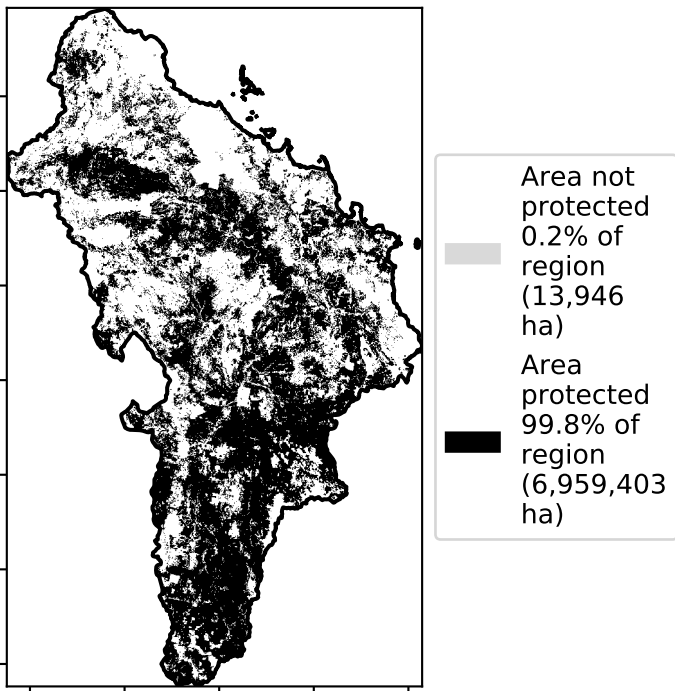 Area not
protected
0.2% of
region
(13,946
ha)
Area
protected
99.8% of
region
(6,959,403
ha)